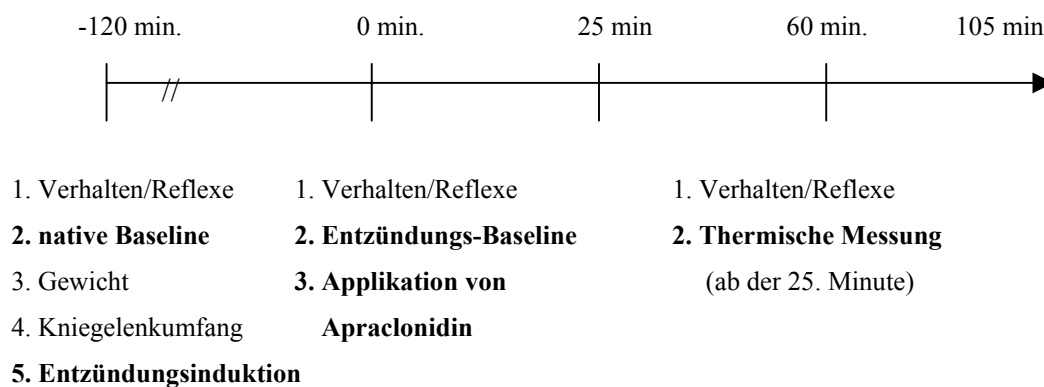 -120 min. 0 min. 25 min 60 min. 105 min
//
1. Verhalten/Reflexe
2. native Baseline
3. Gewicht
4. Kniegelenkumfang
5. Entzündungsinduktion
1. Verhalten/Reflexe
2. Entzündungs-Baseline
3. Applikation von
Apraclonidin
1. Verhalten/Reflexe
2. Thermische Messung
(ab der 25. Minute)